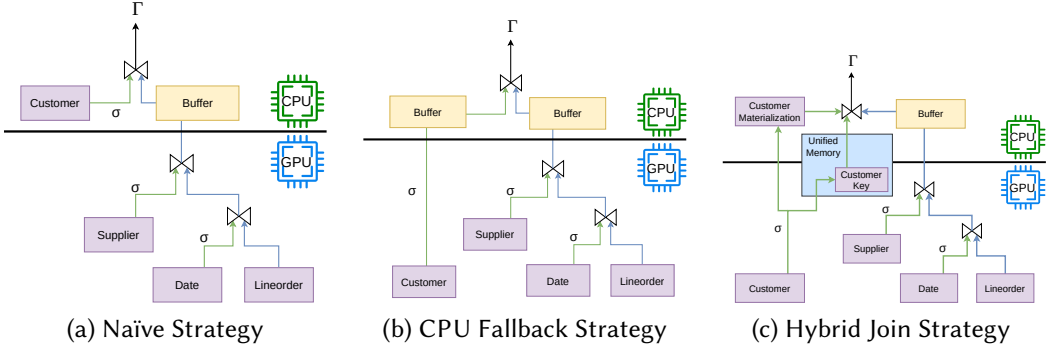 Γ
Customer
σ
Buffer
CPU
GPU
σ
Supplier
σ
Date
Lineorder
(a) Naïve Strategy
Γ
Buffer
Buffer
CPU
GPU
σ
σ
Supplier
σ
Customer
Date
Lineorder
(b) CPU Fallback Strategy
Γ
Customer
Materialization
Buffer
CPU
Unified
Memory
Customer
Key
GPU
σ
σ
Supplier
σ
Customer
Date
Lineorder
(c) Hybrid Join Strategy